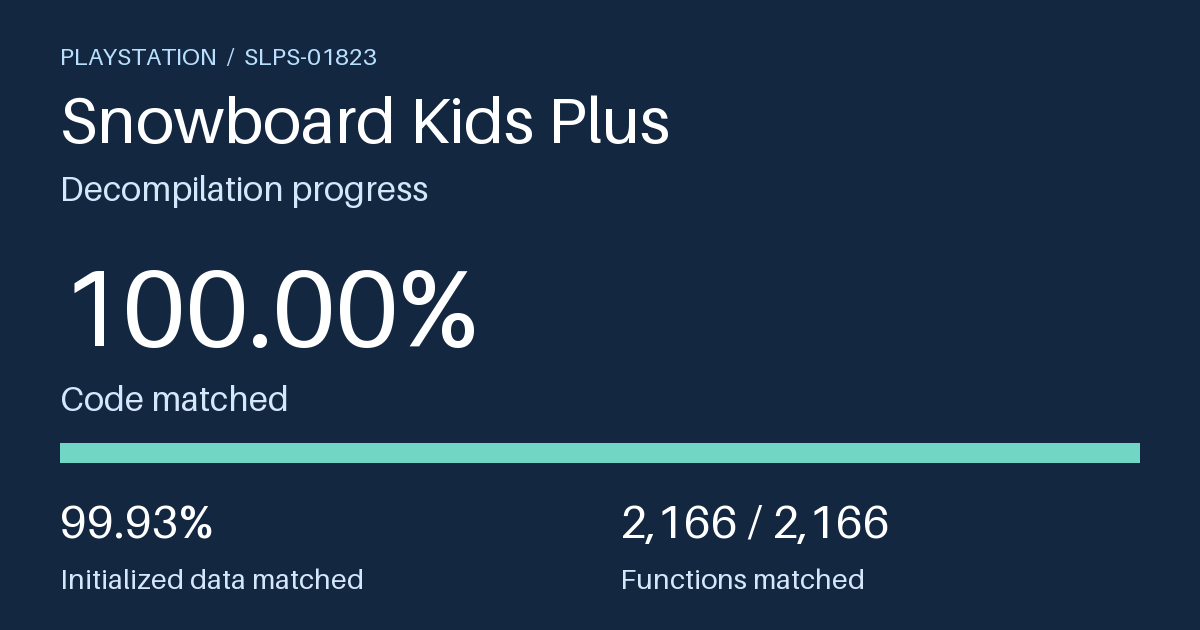 PLAYSTATION / SLPS-01823
Snowboard Kids Plus
Decompilation progress
100.00%
Code matched
99.93%
2,166 / 2,166
Initialized data matched
Functions matched